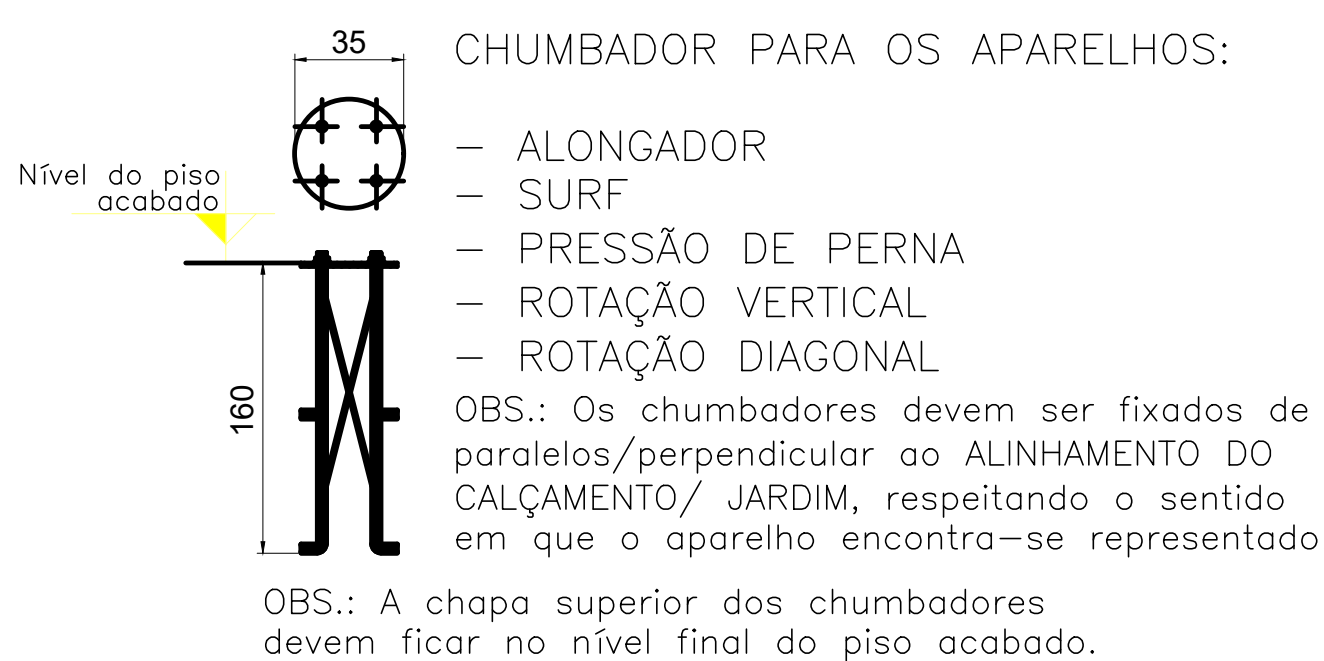 35
CHUMBADOR PARA OS APARELHOS:
- ALONGADOR
- SURF
- PRESSÃO DE PERNA
- ROTAÇÃO VERTICAL
- ROTAÇÃO DIAGONAL
Nível do piso
acabado
160
OBS.: Os chumbadores devem ser fixados de
paralelos/perpendicular ao ALINHAMENTO DO
CALÇAMENTO/ JARDIM, respeitando o sentido
em que o aparelho encontra-se representado
OBS.: A chapa superior dos chumbadores
devem ficar no nível final do piso acabado.